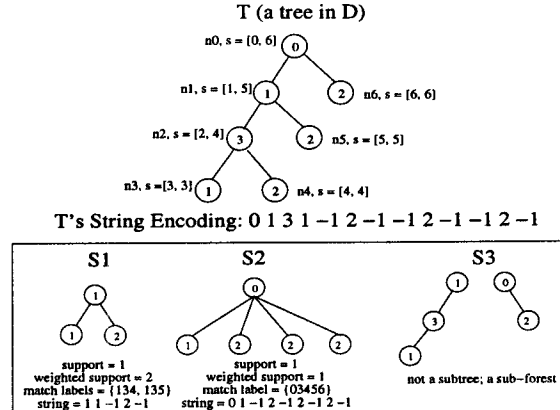 T (a tree in D)
n0, s = [0, 6]
0
n1, s = [1, 5]
1
2
n6, s = [6, 6]
n2, s = [2, 4]
3
2
n5, s = [5, 5]
n3, s =[3, 3]
1
2
n4, s = [4, 4]
T's String Encoding: 0 1 3 1 −1 2 −1 −1 2 −1 −1 2 −1
S1
S2
S3
1
1
2
0
1
2
2
2
1
0
3
2
1
support = 1
weighted support = 2
match labels = {134, 135}
string = 1 1 −1 2 −1
support = 1
weighted support = 1
match label = {03456}
string = 0 1 −1 2 −1 2 −1 2 −1
not a subtree; a sub−forest